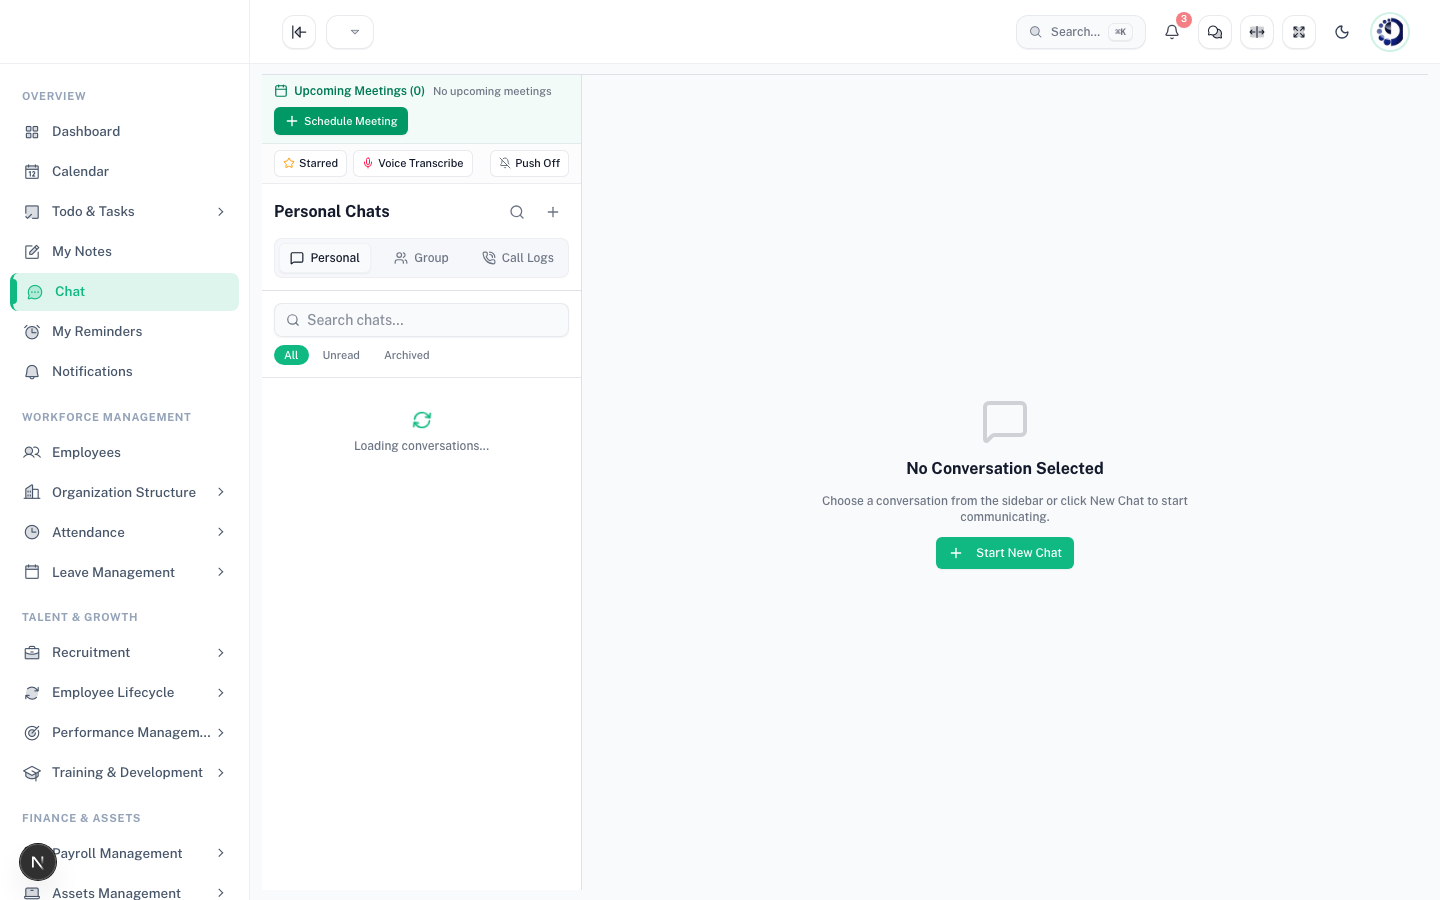 Search...
⌘K
3
OVERVIEW
Dashboard
12
Calendar
Todo & Tasks
My Notes
Chat
My Reminders
Notifications
WORKFORCE MANAGEMENT
Employees
Organization Structure
Attendance
Leave Management
TALENT & GROWTH
Recruitment
Employee Lifecycle
Performance Managem...
Training & Development
FINANCE & ASSETS
Payroll Management
Assets Management
N
Upcoming Meetings (0) No upcoming meetings
Schedule Meeting
Starred Voice Transcribe Push Off
Personal Chats
Personal Group Call Logs
Search chats...
All Unread Archived
Loading conversations...
No Conversation Selected
Choose a conversation from the sidebar or click New Chat to start
communicating.
Start New Chat